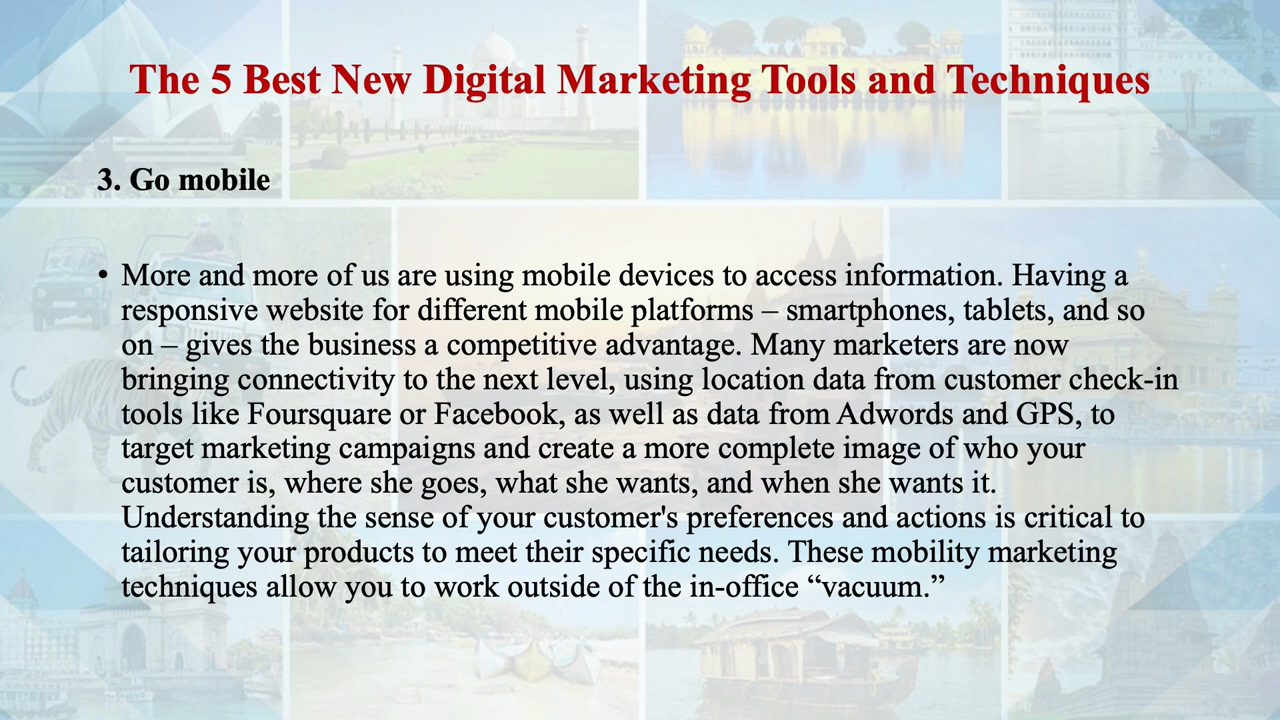 The 5 Best New Digital Marketing Tools and Techniques
3. Go mobile
• More and more of us are using mobile devices to access information. Having a
responsive website for different mobile platforms – smartphones, tablets, and so
on – gives the business a competitive advantage. Many marketers are now
bringing connectivity to the next level, using location data from customer check-in
tools like Foursquare or Facebook, as well as data from Adwords and GPS, to
target marketing campaigns and create a more complete image of who your
customer is, where she goes, what she wants, and when she wants it.
Understanding the sense of your customer's preferences and actions is critical to
tailoring your products to meet their specific needs. These mobility marketing
techniques allow you to work outside of the in-office “vacuum.”